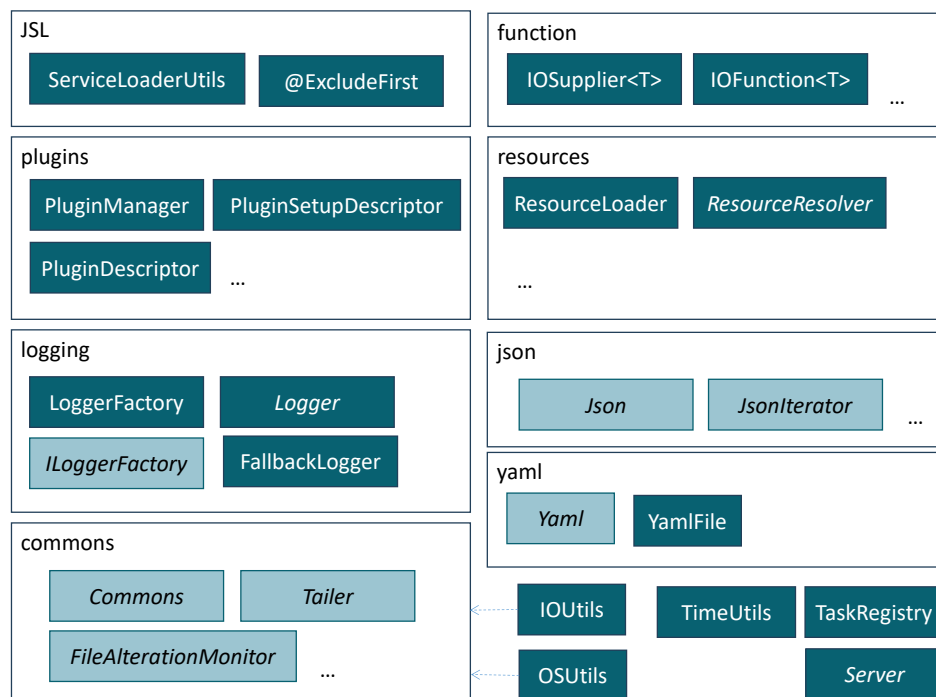 JSL
ServiceLoaderUtils
@ExcludeFirst
function
IOSupplier<T>
IOFunction<T>
...
plugins
PluginManager
PluginSetupDescriptor
PluginDescriptor
...
resources
ResourceLoader
ResourceResolver
...
logging
LoggerFactory
Logger
ILoggerFactory
FallbackLogger
json
Json
JsonIterator
...
yaml
Yaml
YamlFile
commons
Commons
Tailer
FileAlterationMonitor
...
IOUtils
TimeUtils
TaskRegistry
OSUtils
Server